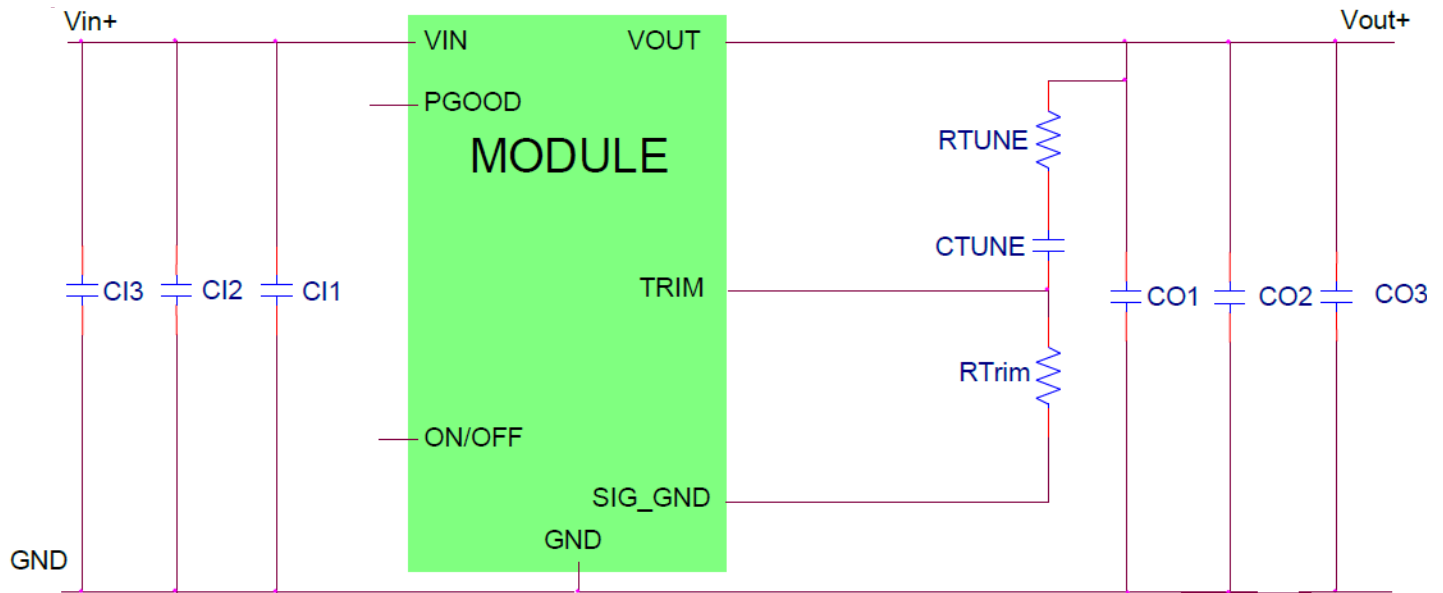 Vin+
Vout+
VIN
VOUT
PGOOD
MODULE
RTUNE
CTUNE
TRIM
CI3
CI2
CI1
CO1
CO2
CO3
RTrim
ON/OFF
SIG_GND
GND
GND